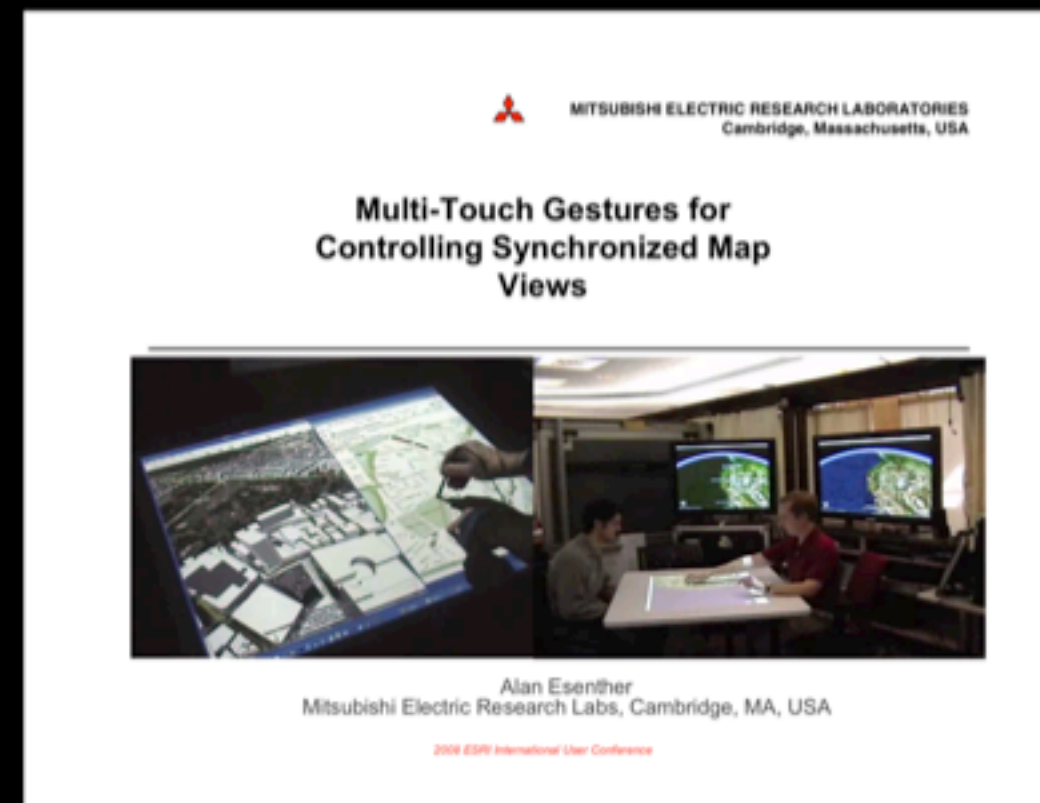 MITSUBISHI ELECTRIC RESEARCH LABORATORIES
Cambridge, Massachusetts, USA
Multi-Touch Gestures for
Controlling Synchronized Map
Views
Alan Esenther
Mitsubishi Electric Research Labs, Cambridge, MA, USA
2008 ESRI International User Conference